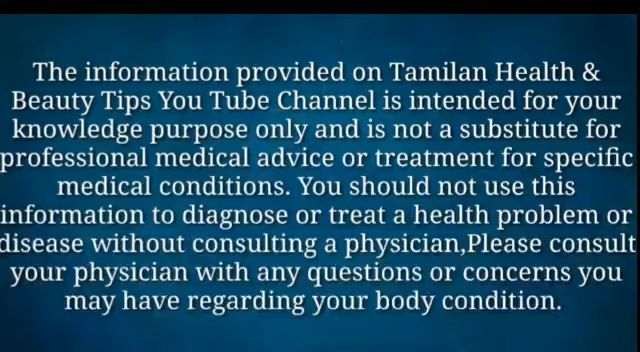 The information provided on Tamilan Health &
Beauty Tips You Tube Channel is intended for your
knowledge purpose only and is not a substitute for
professional medical advice or treatment for specific
medical conditions. You should not use this
information to diagnose or treat a health problem or
disease without consulting a physician,Please consult
your physician with any questions or concerns you
may have regarding your body condition.